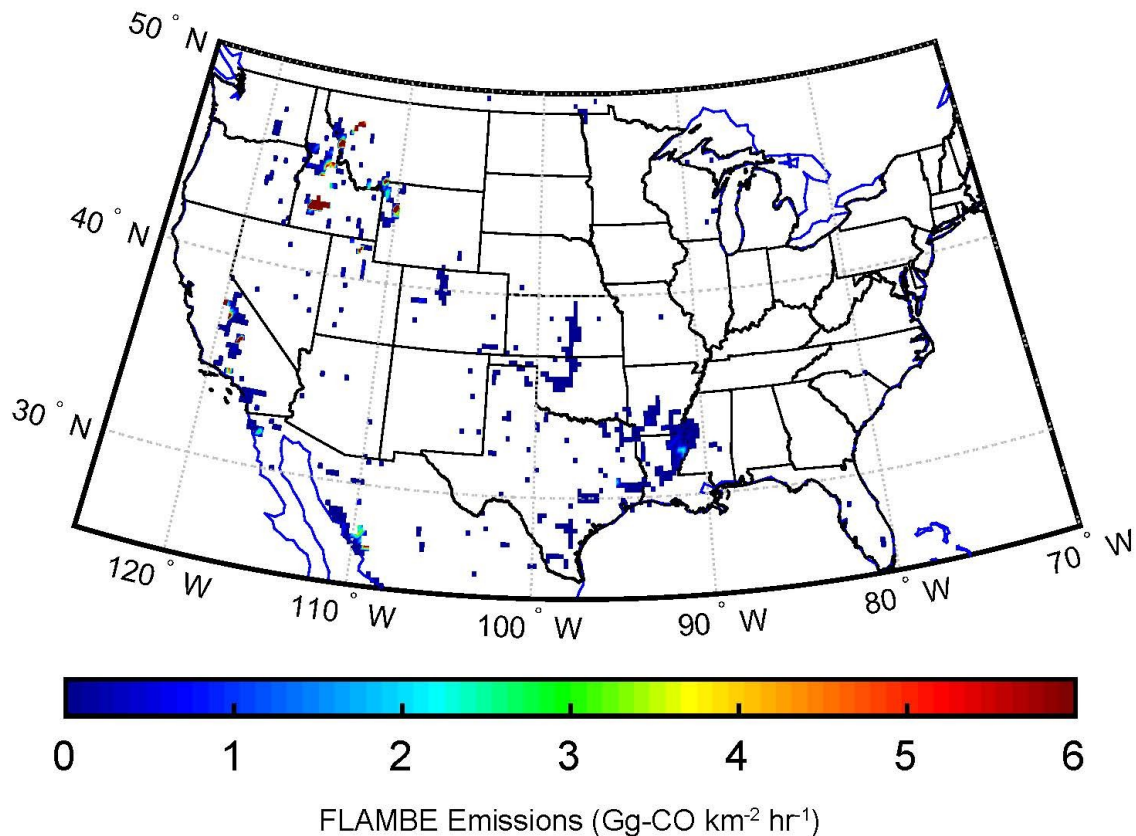 50 ° N
40 ° N
30 ° N
120 ° W
110 ° W
100 ° W
90 ° W
80 ° W
70 ° W
0 1 2 3 4 5 6
FLAMBE Emissions (Gg-CO km-2 hr-1)